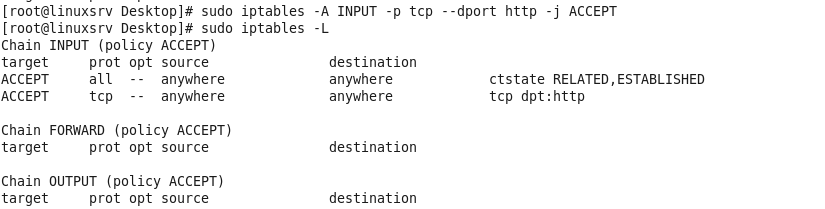 [root@linuxsrv Desktop]# sudo iptables -A INPUT -p tcp --dport http -j ACCEPT
[root@linuxsrv Desktop]# sudo iptables -L
Chain INPUT (policy ACCEPT)
target     prot opt source               destination
ACCEPT     all  --  anywhere             anywhere            ctstate RELATED,ESTABLISHED
ACCEPT     tcp  --  anywhere             anywhere            tcp dpt:http

Chain FORWARD (policy ACCEPT)
target     prot opt source               destination

Chain OUTPUT (policy ACCEPT)
target     prot opt source               destination